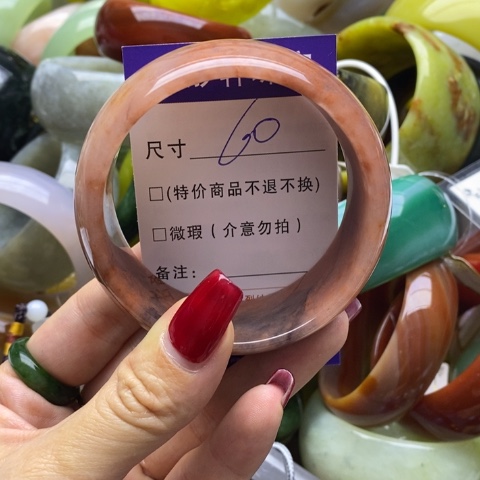 尺寸 60
□(特价商品不退不换)
□微瑕(介意勿拍)
备注: